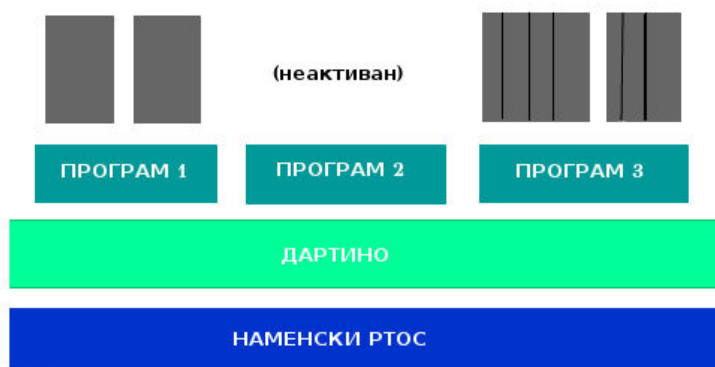 (неактиван)
ПРОГРАМ 1
ПРОГРАМ 2
ПРОГРАМ 3
ДАРТИНО
НАМЕНСКИ РТОС